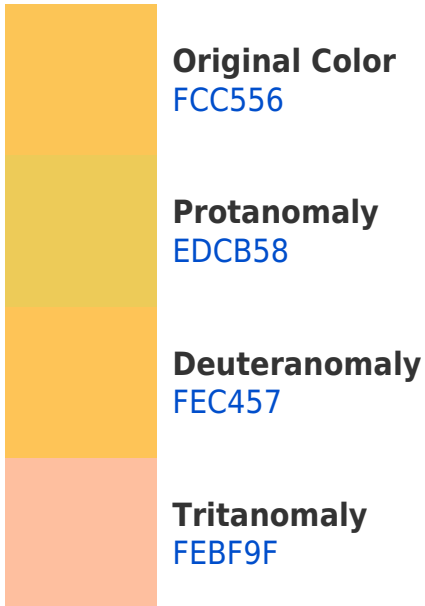 Original Color
FCC556
Protanomaly
EDCB58
Deuteranomaly
FEC457
Tritanomaly
FEBF9F